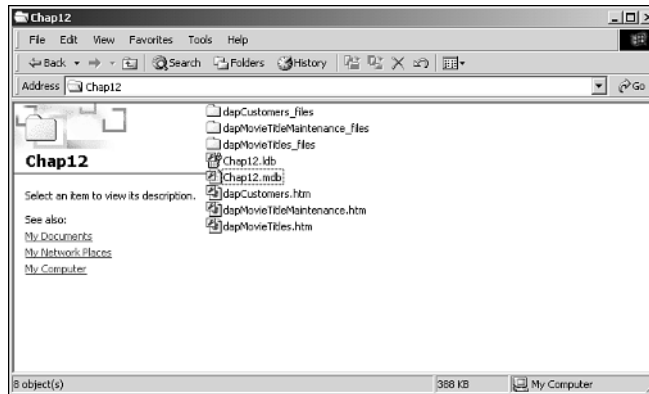 Chap12
File Edit View Favorites Tools Help
Back Search Folders History
Address Chap12 Go
dapCustomers_files
dapMovieTitleMaintenance_files
dapMovieTitles_files
Chap12.ldb
Chap12.mdb
dapCustomers.htm
dapMovieTitleMaintenance.htm
dapMovieTitles.htm
Chap12
Select an item to view its description.
See also:
My Documents
My Network Places
My Computer
8 object(s) 388 KB My Computer